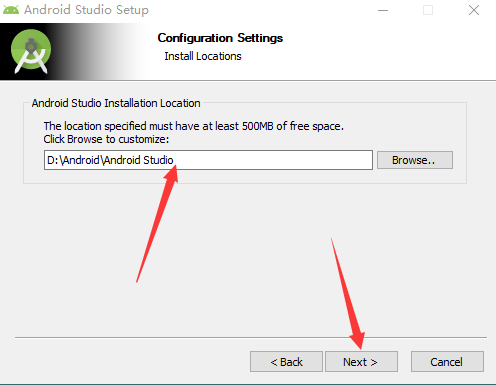 Android Studio Setup
Configuration Settings
Install Locations
Android Studio Installation Location
The location specified must have at least 500MB of free space.
Click Browse to customize:
D:\Android\Android Studio
Browse..
< Back
Next >
Cancel